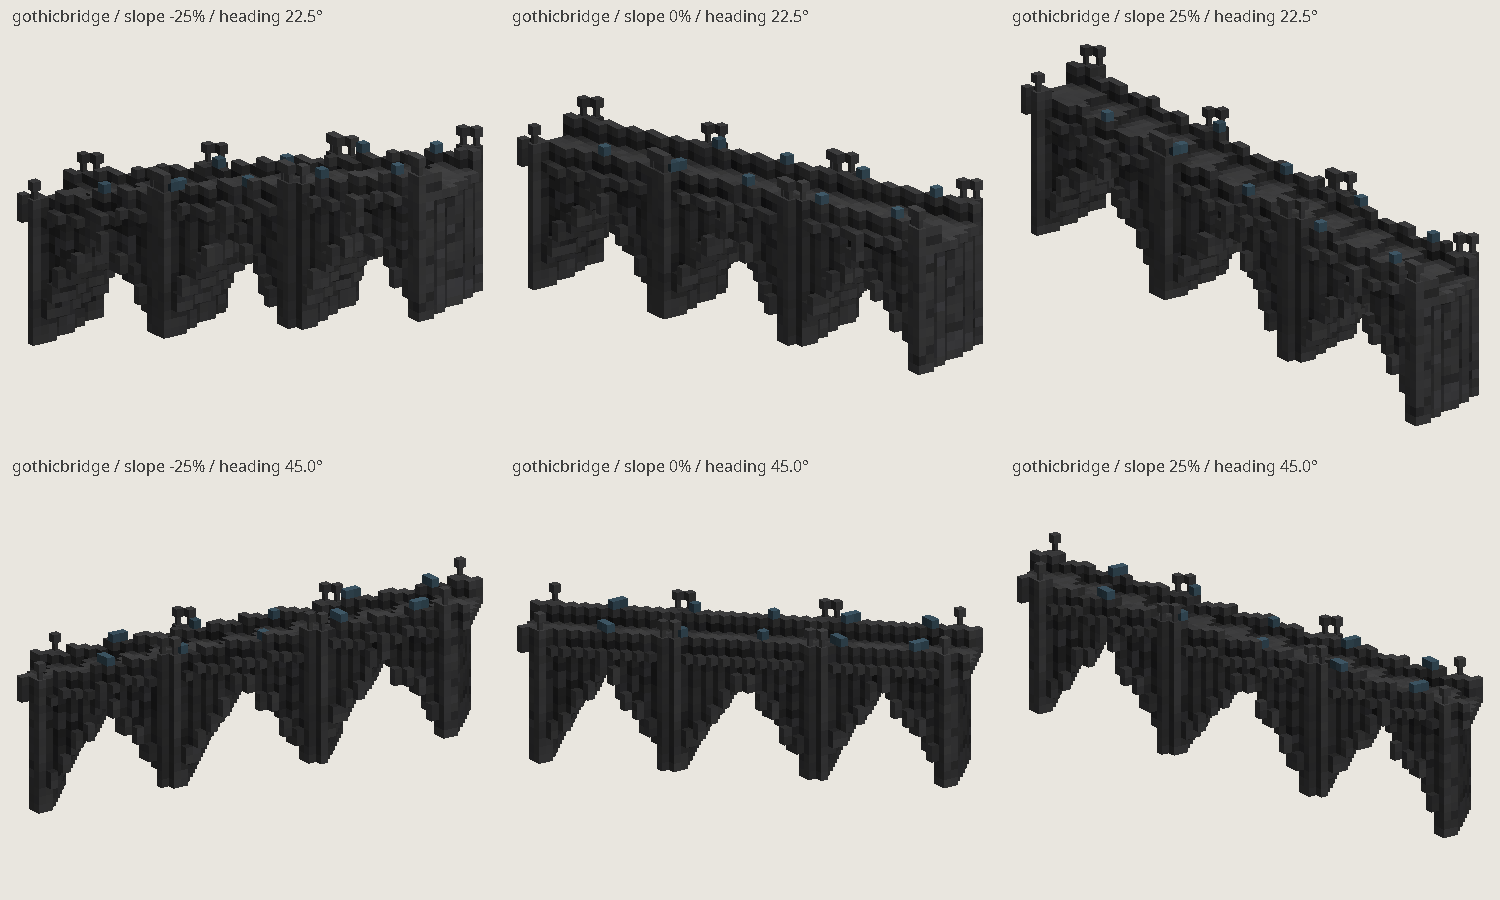 gothicbridge / slope -25% / heading 22.5°
gothicbridge / slope 0% / heading 22.5°
gothicbridge / slope 25% / heading 22.5°
gothicbridge / slope -25% / heading 45.0°
gothicbridge / slope 0% / heading 45.0°
gothicbridge / slope 25% / heading 45.0°